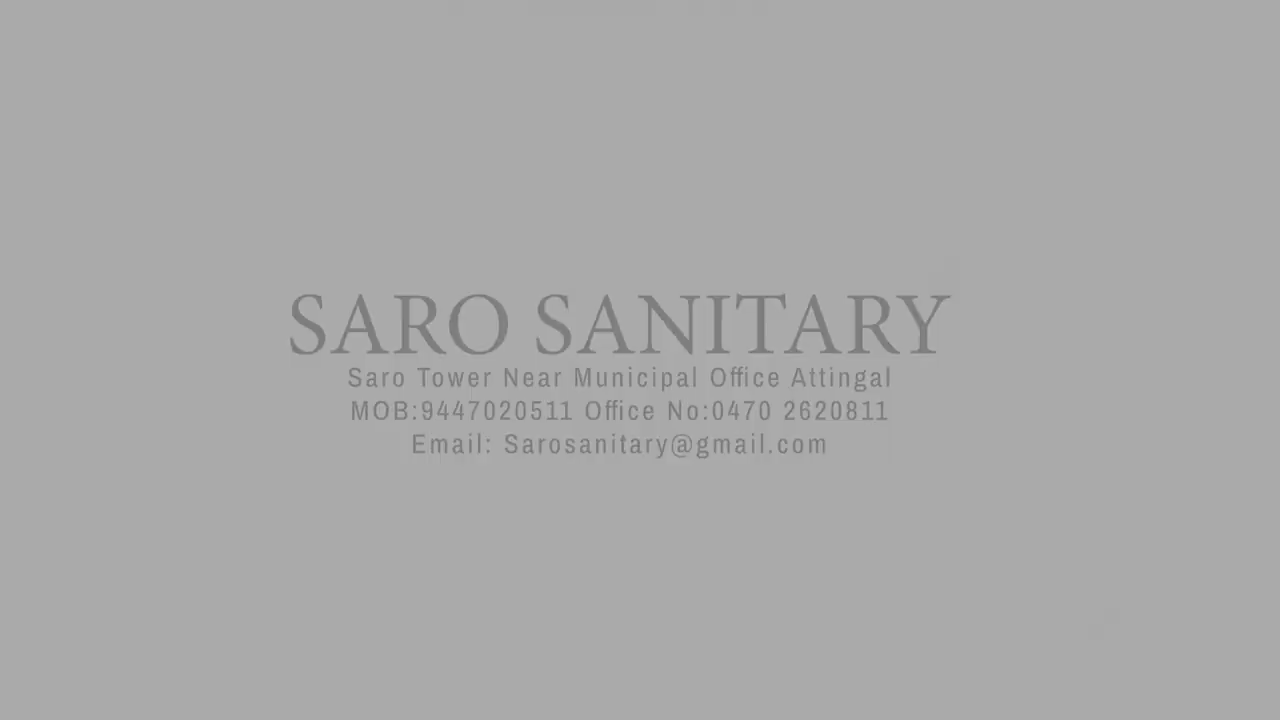 SARO SANITARY
Saro Tower Near Municipal Office Attingal
MOB:9447020511 Office No:0470 2620811
Email: Sarosanitary@gmail.com